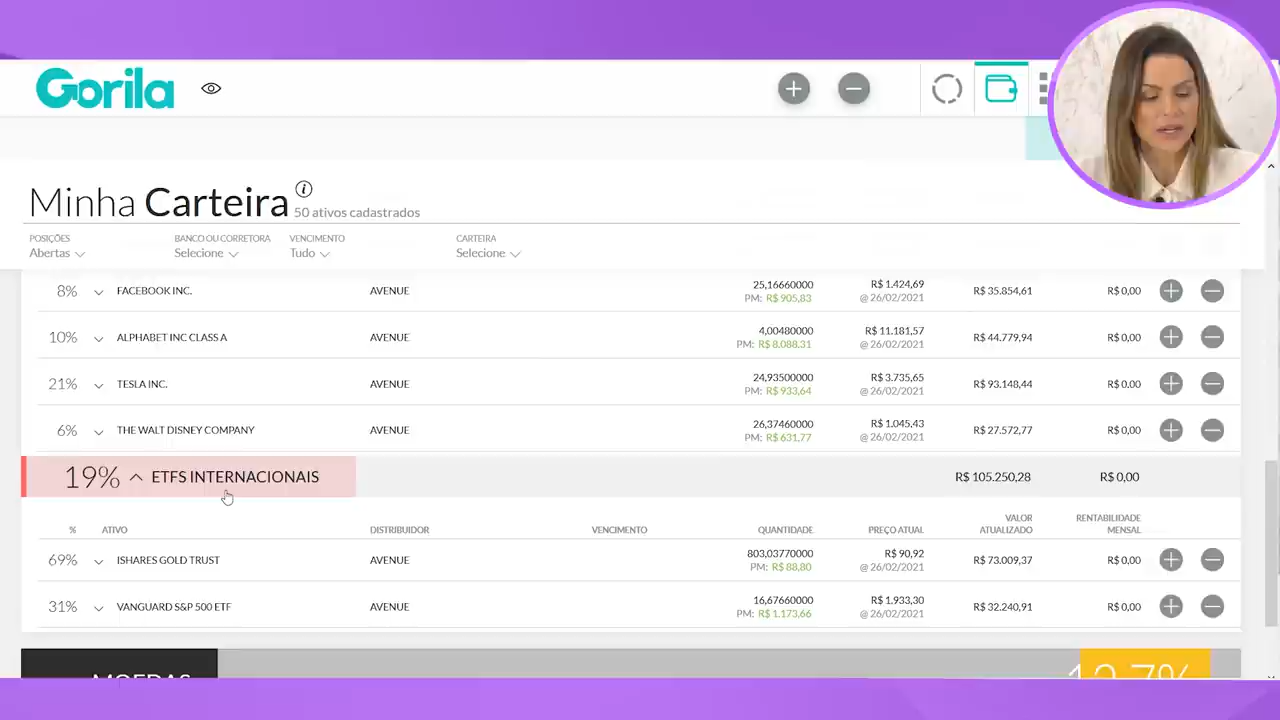 Gorila
Minha Carteira i 50 ativos cadastrados
POSIÇÕES BANCO OU CORRETORA VENCIMENTO CARTEIRA
Abertas Selecione Tudo Selecione
8% FACEBOOK INC. AVENUE 25,16660000 R$ 1.424,69 R$ 35.854,61 R$ 0,00
PM: R$ 905,83 @ 26/02/2021
10% ALPHABET INC CLASS A AVENUE 4,00480000 R$ 11.181,57 R$ 44.779,94 R$ 0,00
PM: R$ 8.088,31 @ 26/02/2021
21% TESLA INC. AVENUE 24,93500000 R$ 3.735,65 R$ 93.148,44 R$ 0,00
PM: R$ 933,64 @ 26/02/2021
6% THE WALT DISNEY COMPANY AVENUE 26,37460000 R$ 1.045,43 R$ 27.572,77 R$ 0,00
PM: R$ 631,77 @ 26/02/2021
19% ETFS INTERNACIONAIS R$ 105.250,28 R$ 0,00
% ATIVO DISTRIBUIDOR VENCIMENTO QUANTIDADE PREÇO ATUAL VALOR ATUALIZADO RENTABILIDADE MENSAL
69% ISHARES GOLD TRUST AVENUE 803,03770000 R$ 90,92 R$ 73.009,37 R$ 0,00
PM: R$ 88,80 @ 26/02/2021
31% VANGUARD S&P 500 ETF AVENUE 16,67660000 R$ 1.933,30 R$ 32.240,91 R$ 0,00
PM: R$ 1.173,66 @ 26/02/2021
MOEDAS